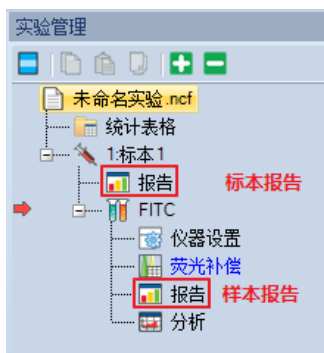 实验管理
未命名实验.ncf
统计表格
1:标本1
报告 标本报告
FITC
仪器设置
荧光补偿
报告 样本报告
分析